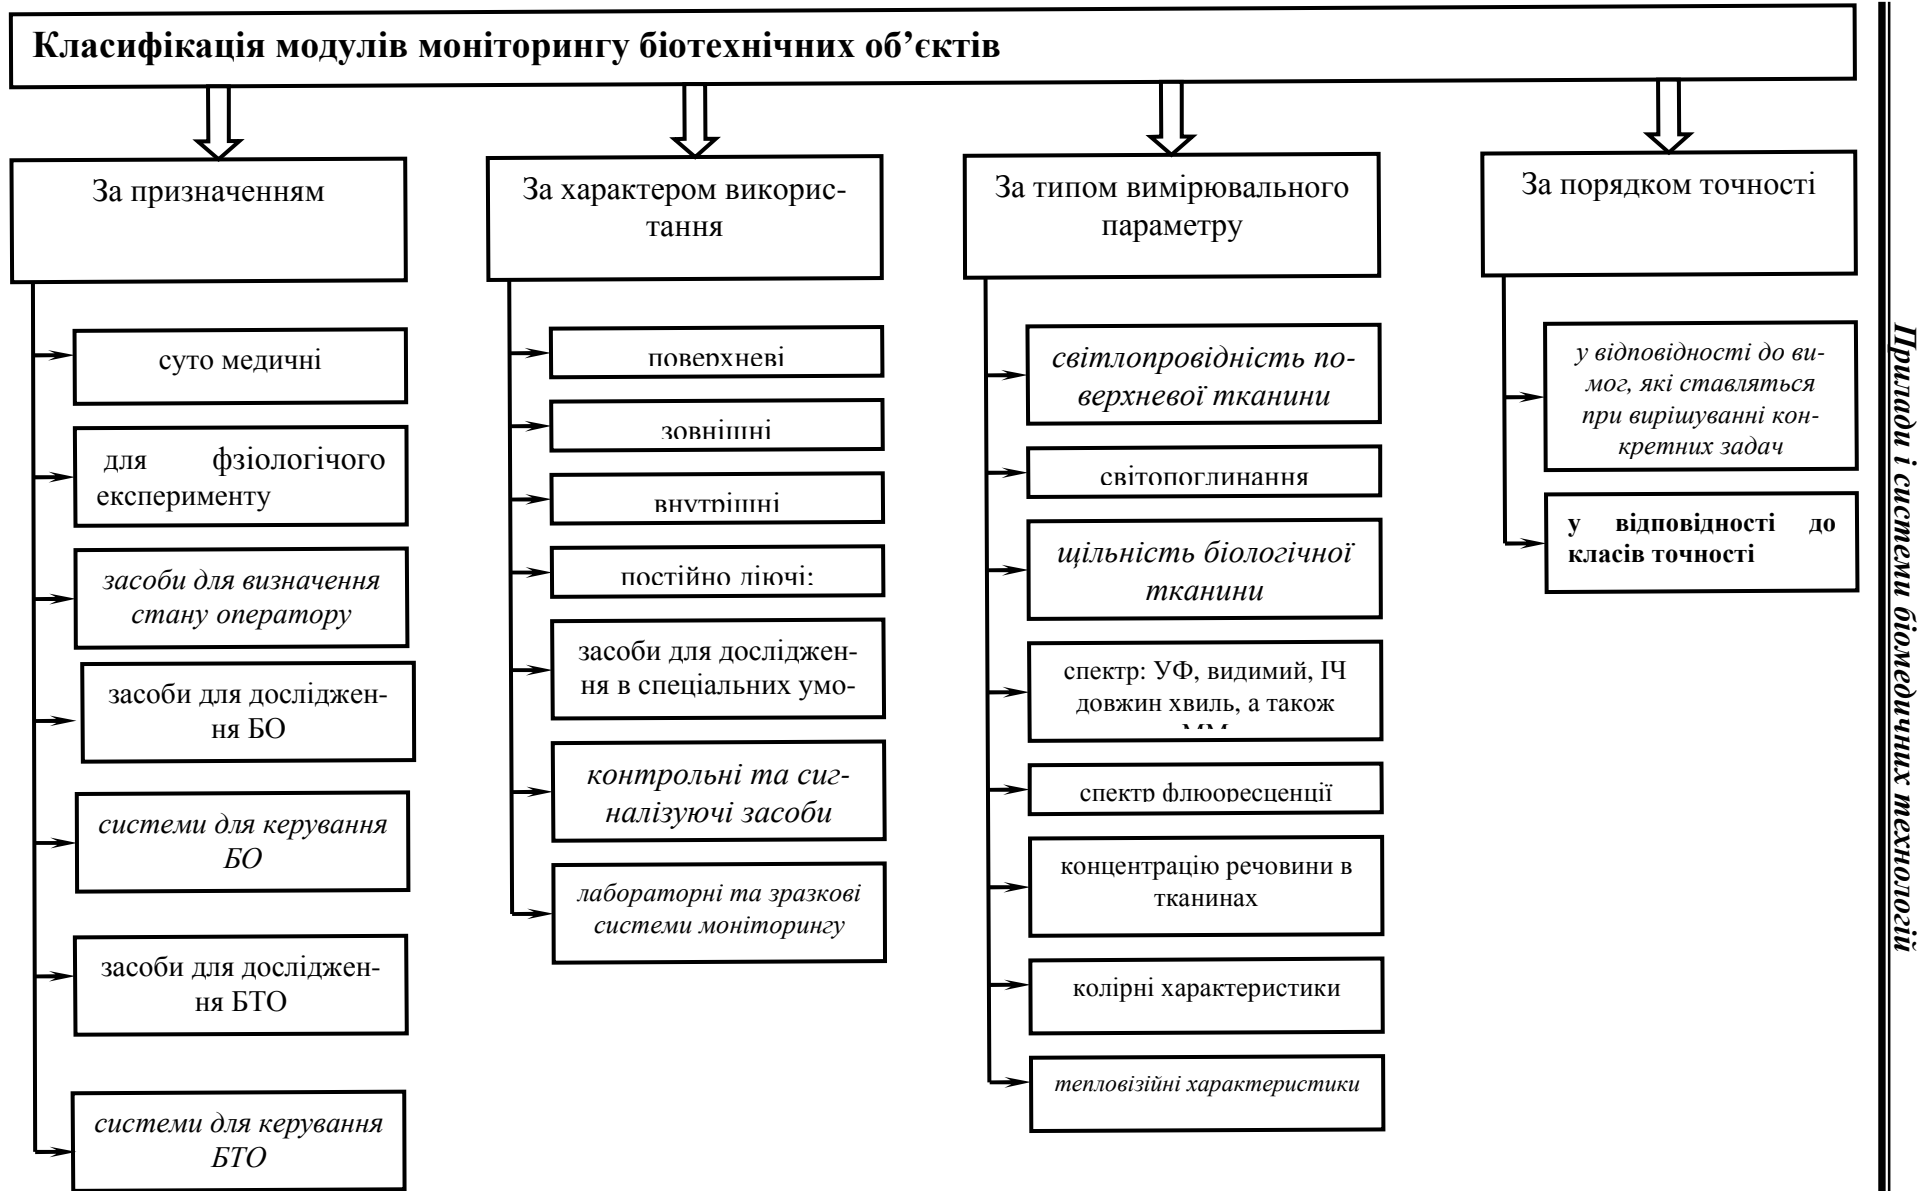 Класифікація модулів моніторингу біотехнічних об’єктів
За призначенням
суто медичні
для фзіологічого
експерименту
засоби для визначення
стану оператору
засоби для дослiджен-
ня БО
системи для керування
БО
засоби для дослiджен-
ня БТО
системи для керування
БТО
За характером викорис-
тання
поверхневі
зовнішні
внутрішні
постійно діючі;
засоби для дослiджен-
ня в спеціальних умо-
контрольні та сиг-
налізуючі засоби
лабораторні та зразкові
системи моніторингу
За типом вимірювального
параметру
світлопровідність по-
верхневої тканини
світопоглинання
щільність біологічної
тканини
спектр: УФ, видимий, ІЧ
довжин хвиль, а також
ММ
спектр флюоресценції
концентрацію речовини в
тканинах
колірні характеристики
тепловізійні характеристики
За порядком точності
у відповідності до ви-
мог, які ставляться
при вирішуванні кон-
кретних задач
у відповідності до
класів точності
Прилади і системи біомедичних технологій